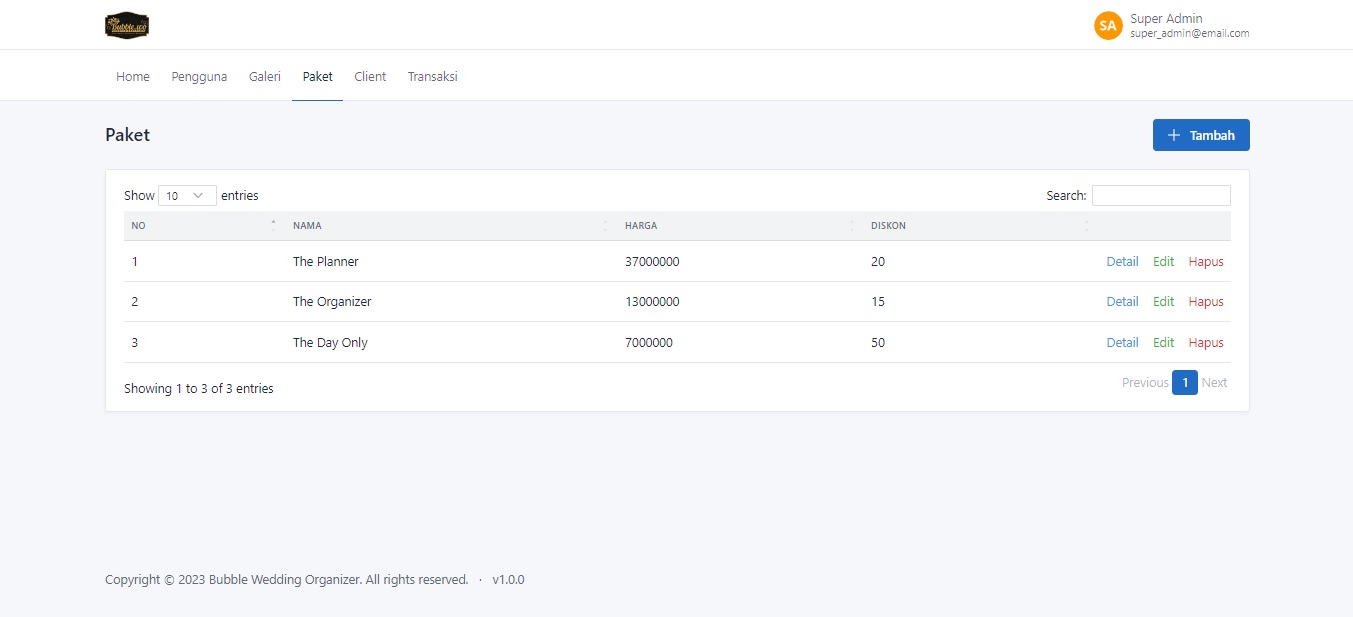 Bubble.wo
Super Admin
SA
super_admin@email.com
Home Pengguna Galeri Paket Client Transaksi
Paket
Tambah
Show 10 entries Search:
NO NAMA HARGA DISKON
1 The Planner 37000000 20 Detail Edit Hapus
2 The Organizer 13000000 15 Detail Edit Hapus
3 The Day Only 7000000 50 Detail Edit Hapus
Showing 1 to 3 of 3 entries Previous 1 Next
Copyright © 2023 Bubble Wedding Organizer. All rights reserved. · v1.0.0